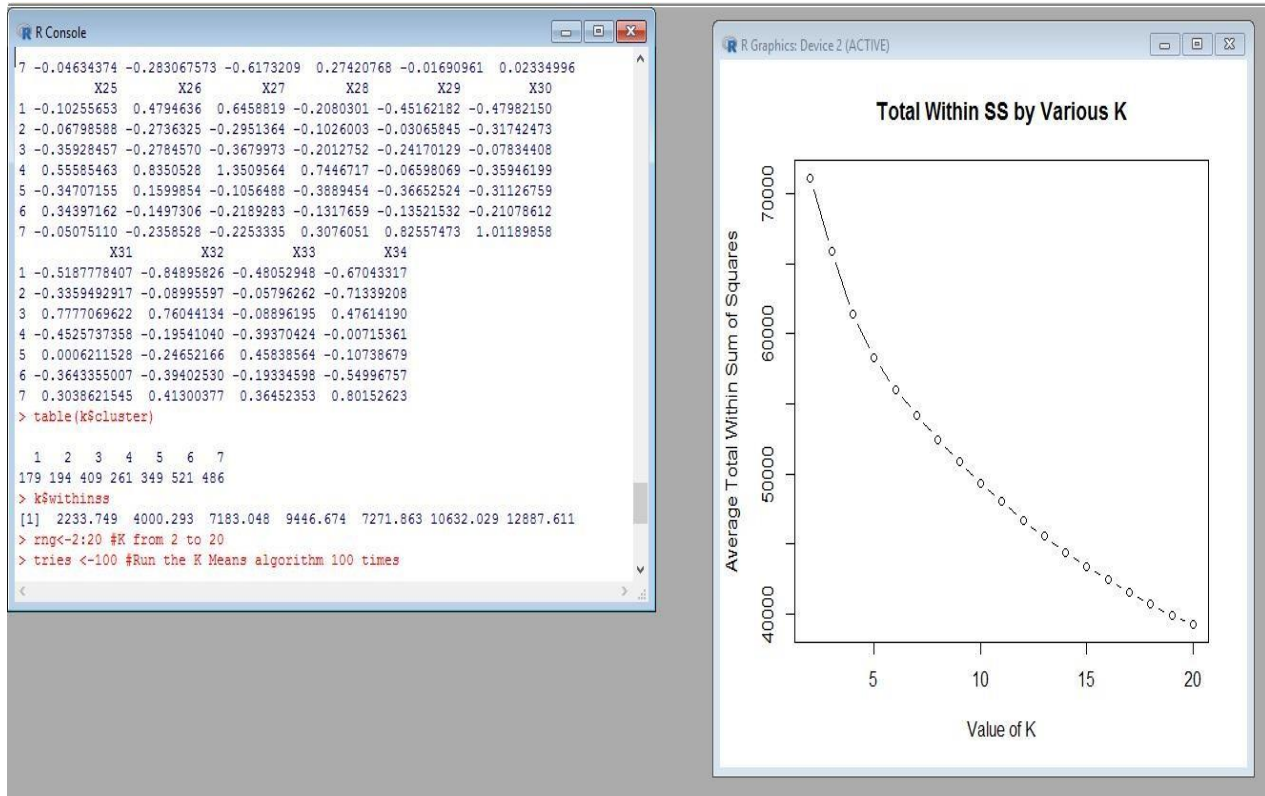 R Console
7 -0.04634374 -0.283067573 -0.6173209 0.27420768 -0.01690961 0.02334996
X25 X26 X27 X28 X29 X30
1 -0.10255653 0.4794636 0.6458819 -0.2080301 -0.45162182 -0.47982150
2 -0.06798588 -0.2736325 -0.2951364 -0.1026003 -0.03065845 -0.31742473
3 -0.35928457 -0.2784570 -0.3679973 -0.2012752 -0.24170129 -0.07834408
4 0.55585463 0.8350528 1.3509564 0.7446717 -0.06598069 -0.35946199
5 -0.34707155 0.1599854 -0.1056488 -0.3889454 -0.36652524 -0.31126759
6 0.34397162 -0.1497306 -0.2189283 -0.1317659 -0.13521532 -0.21078612
7 -0.05075110 -0.2358528 -0.2253335 0.3076051 0.82557473 1.01189858
X31 X32 X33 X34
1 -0.5187778407 -0.84895826 -0.48052948 -0.67043317
2 -0.3359492917 -0.08995597 -0.05796262 -0.71339208
3 0.7777069622 0.76044134 -0.08896195 0.47614190
4 -0.4525737358 -0.19541040 -0.39370424 -0.00715361
5 0.0006211528 -0.24652166 0.45838564 -0.10738679
6 -0.3643355007 -0.39402530 -0.19334598 -0.54996757
7 0.3038621545 0.41300377 0.36452353 0.80152623
> table(k$cluster)
1 2 3 4 5 6 7
179 194 409 261 349 521 486
> k$withinss
[1] 2233.749 4000.293 7183.048 9446.674 7271.863 10632.029 12887.611
> rng<-2:20 #K from 2 to 20
> tries <-100 #Run the K Means algorithm 100 times
R Graphics: Device 2 (ACTIVE)
Total Within SS by Various K
Average Total Within Sum of Squares
70000
60000
50000
40000
5 10 15 20
Value of K